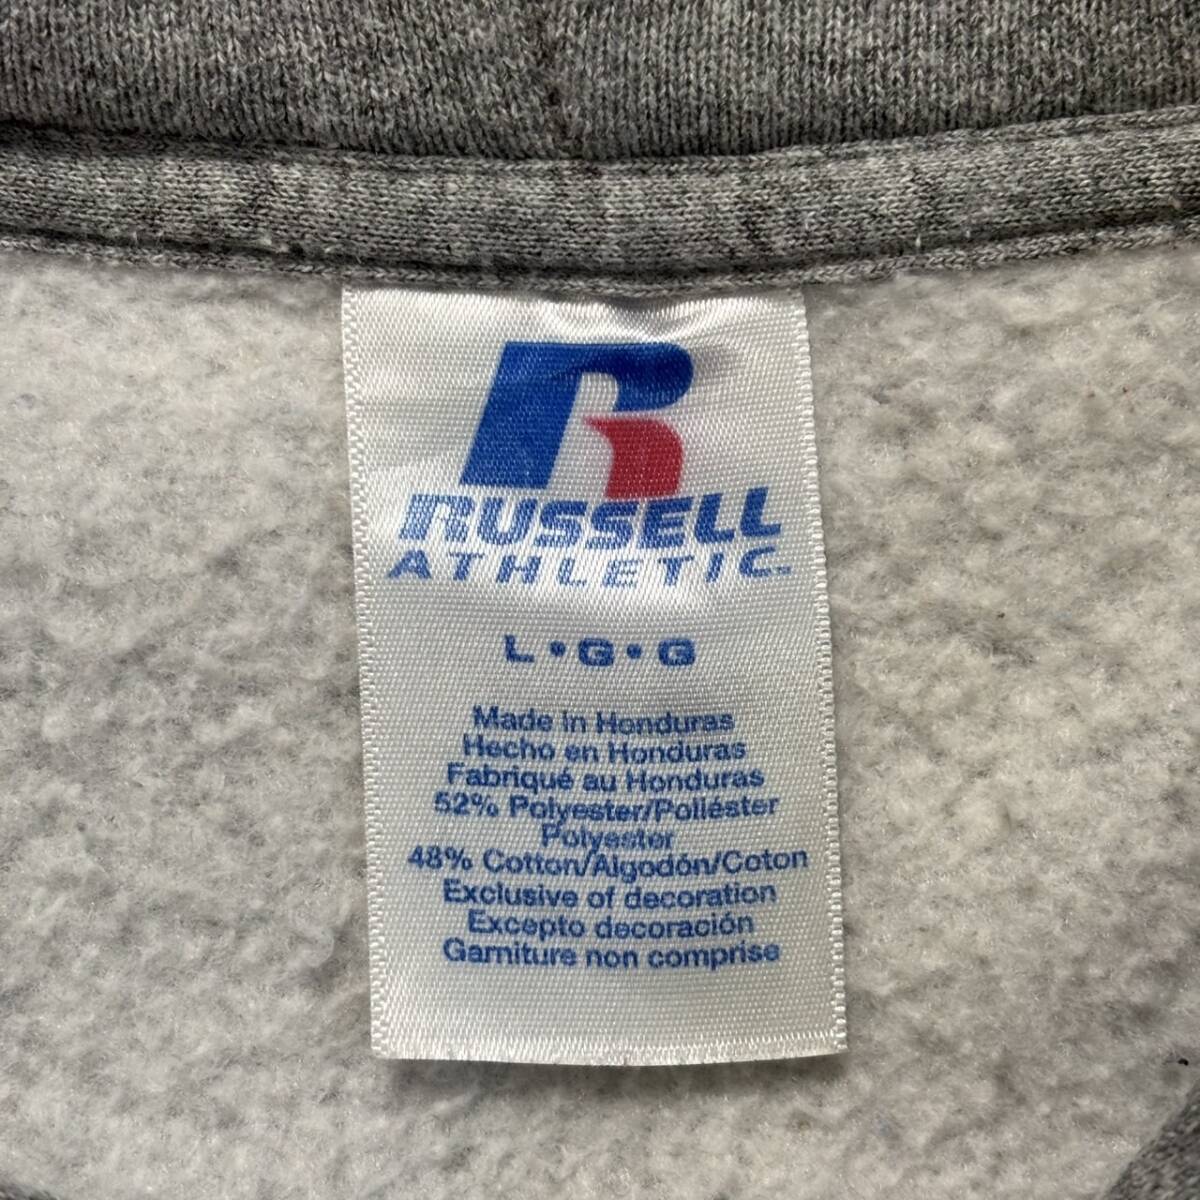 R
RUSSELL
ATHLETIC™
L•G•G
Made in Honduras
Hecho en Honduras
Fabriqué au Honduras
52% Polyester/Poliéster
Polyester
48% Cotton/Algodón/Coton
Exclusive of decoration
Excepto decoración
Garniture non comprise